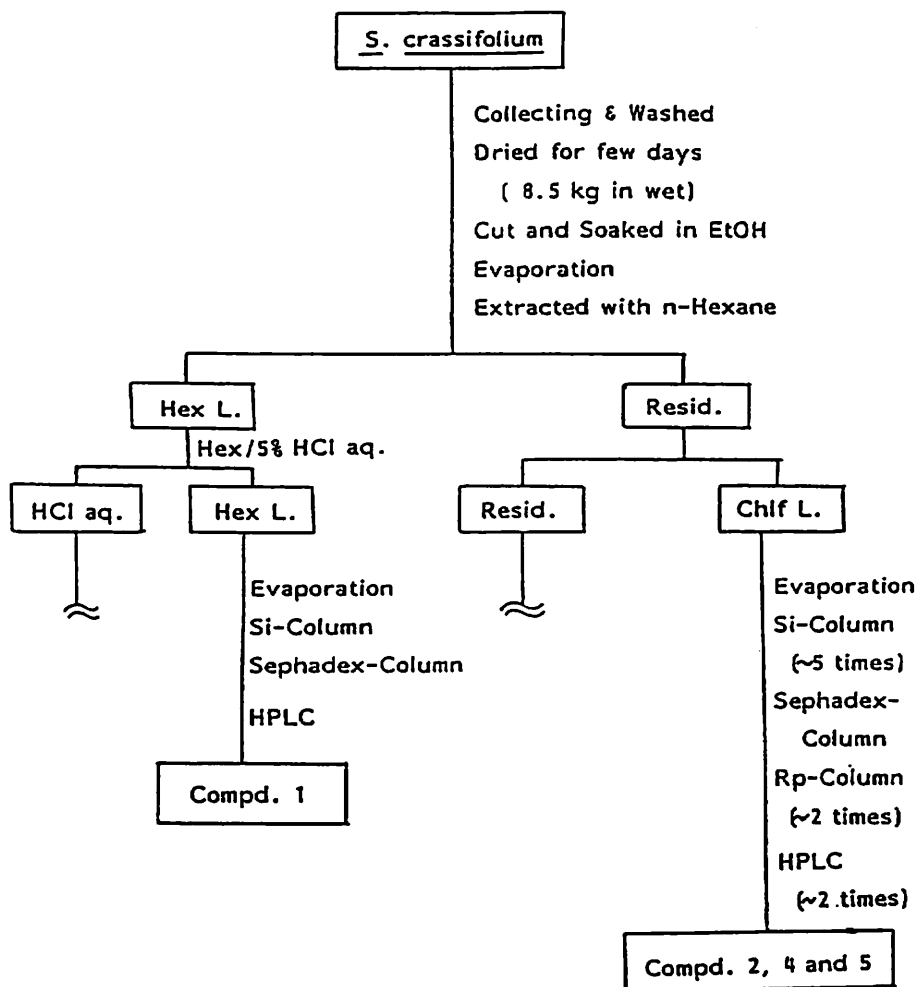 S. crassifolium
Collecting & Washed
Dried for few days
( 8.5 kg in wet)
Cut and Soaked in EtOH
Evaporation
Extracted with n-Hexane
Hex L.
Resid.
Hex/5% HCl aq.
HCl aq.
Hex L.
Resid.
Chlf L.
Evaporation
Si-Column
Sephadex-Column
HPLC
Compd. 1
Evaporation
Si-Column
(~5 times)
Sephadex-
Column
Rp-Column
(~2 times)
HPLC
(~2 .times)
Compd. 2, 4 and 5